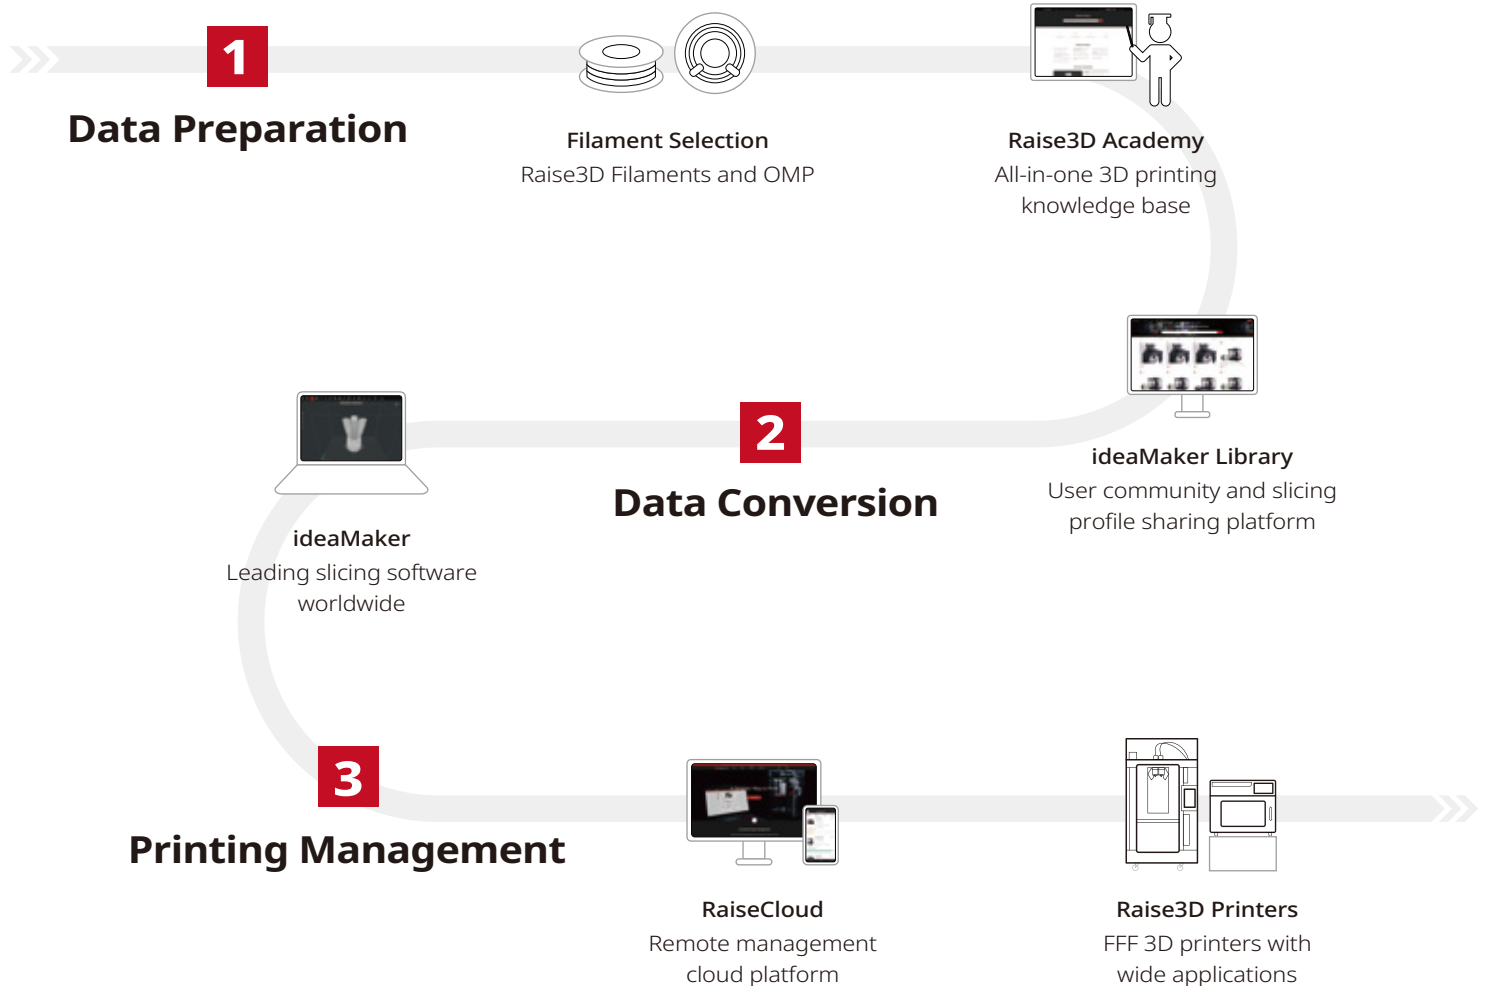 1
Data Preparation
Filament Selection
Raise3D Filaments and OMP
Raise3D Academy
All-in-one 3D printing
knowledge base
ideaMaker Library
User community and slicing
profile sharing platform
2
Data Conversion
ideaMaker
Leading slicing software
worldwide
3
Printing Management
RaiseCloud
Remote management
cloud platform
Raise3D Printers
FFF 3D printers with
wide applications